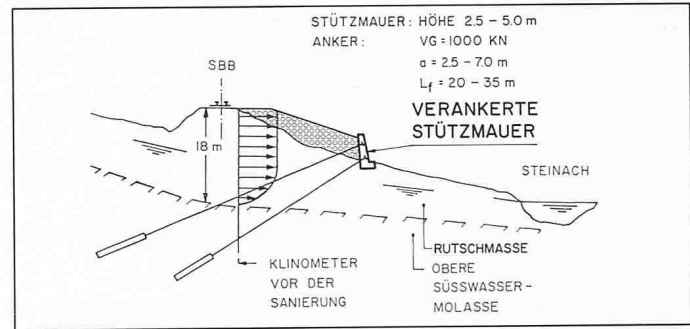 STÜTZMAUER: HÖHE 2.5 - 5.0 m
ANKER: VG = 1000 KN
a = 2.5 - 7.0 m
Lf = 20 - 35 m
SBB
VERANKERTE
STÜTZMAUER
18 m
STEINACH
RUTSCHMASSE
OBERE
SÜSSWASSER-
MOLASSE
KLINOMETER
VOR DER
SANIERUNG